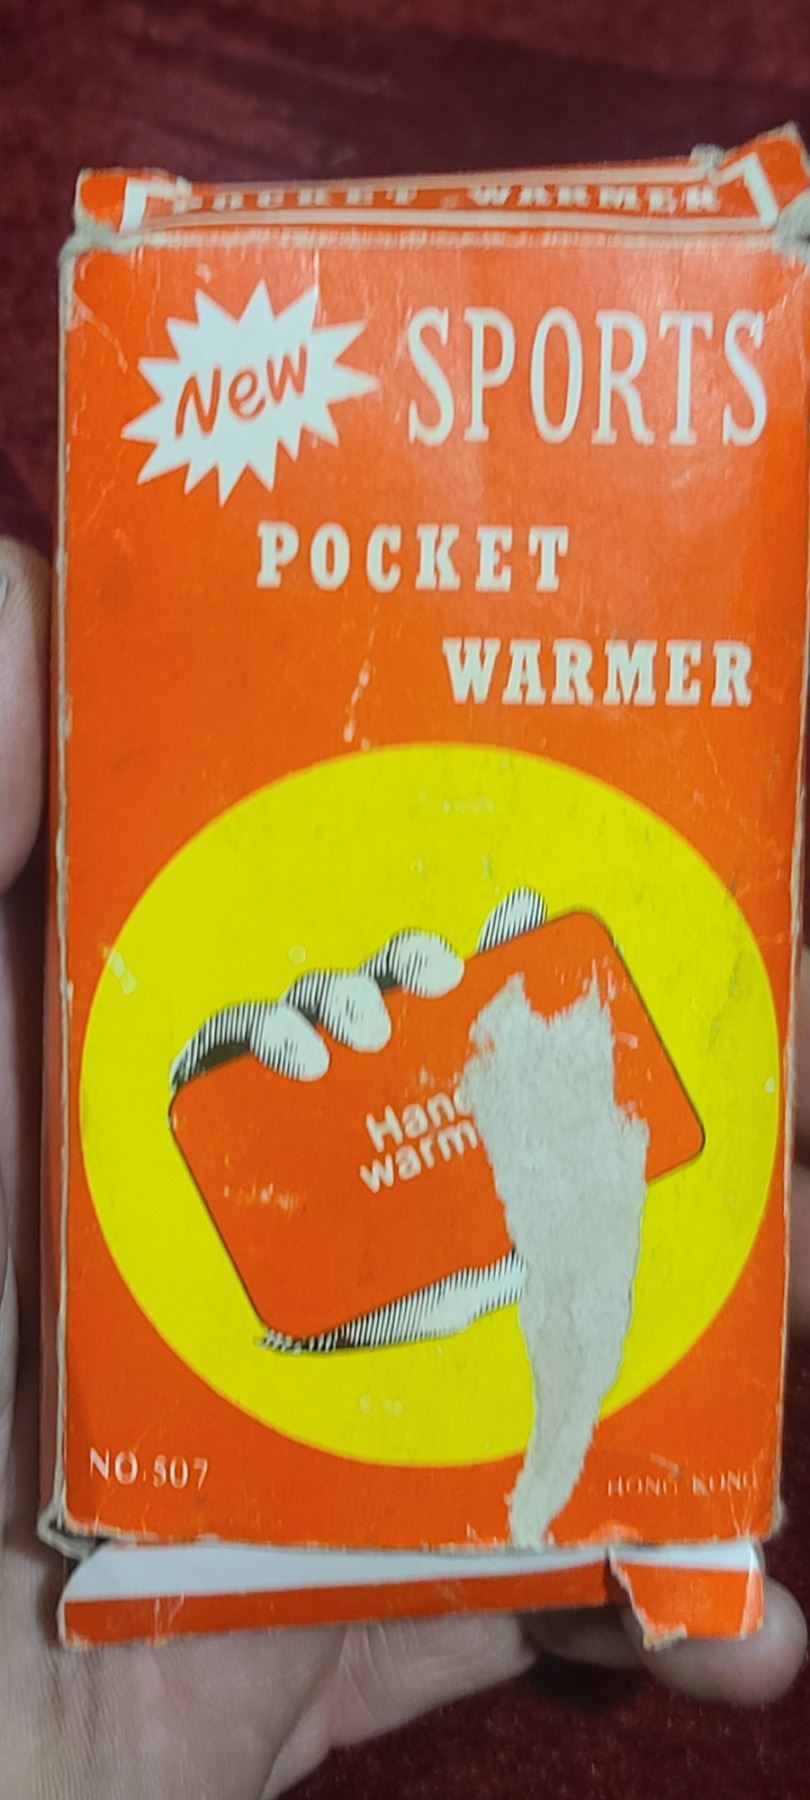 POCKET WARMER
New
SPORTS
POCKET
WARMER
Hand
warm
NO.507
HONG KONG